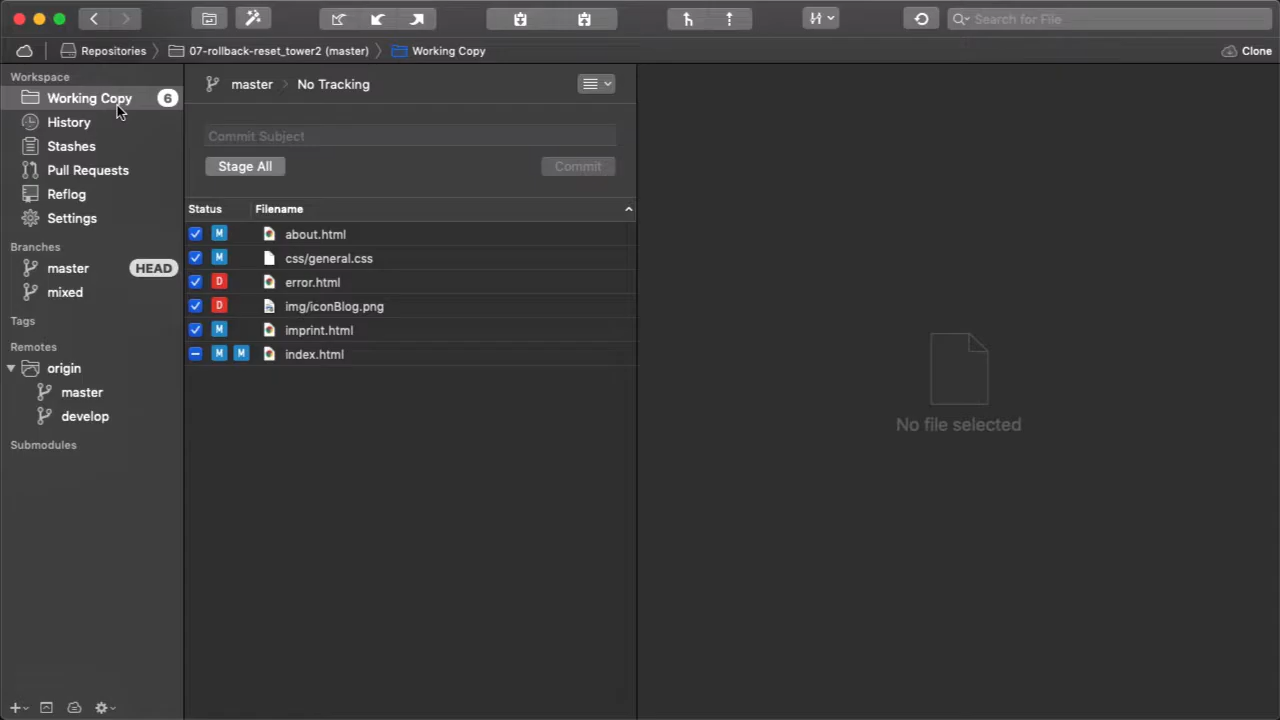 Search for File
Repositories
07-rollback-reset_tower2 (master)
Working Copy
Clone
Workspace
Working Copy
6
History
Stashes
Pull Requests
Reflog
Settings
Branches
master
HEAD
mixed
Tags
Remotes
origin
master
develop
Submodules
master
No Tracking
Commit Subject
Stage All
Commit
Status Filename
M about.html
M css/general.css
D error.html
D img/iconBlog.png
M imprint.html
M M index.html
No file selected